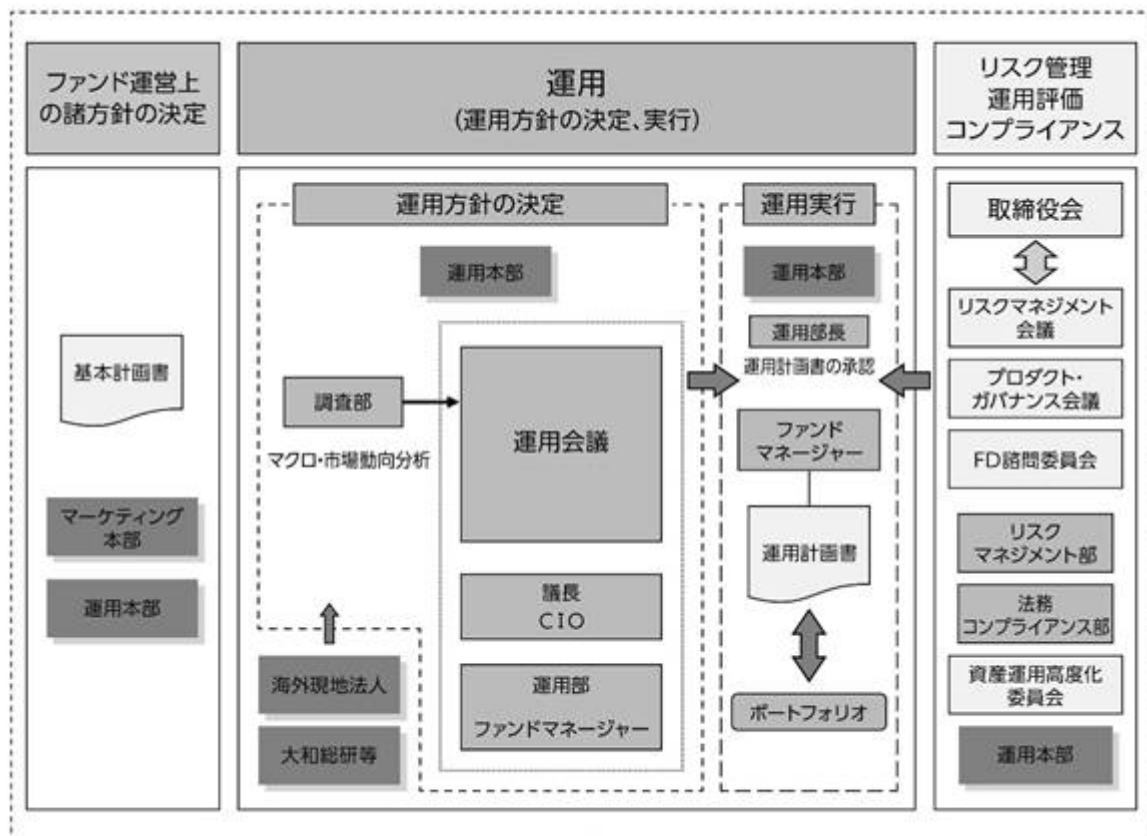 ファンド運営上
の諸方針の決定
運用
(運用方針の決定、実行)
リスク管理
運用評価
コンプライアンス
基本計画書
マーケティング
本部
運用本部
運用方針の決定
運用本部
調査部
マクロ・市場動向分析
運用会議
議長
CIO
運用部
ファンドマネージャー
海外現地法人
大和総研等
運用実行
運用本部
運用部長
運用計画書の承認
ファンド
マネージャー
運用計画書
ポートフォリオ
取締役会
リスクマネジメント
会議
プロダクト・
ガバナンス会議
FD諮問委員会
リスク
マネジメント部
法務
コンプライアンス部
資産運用高度化
委員会
運用本部